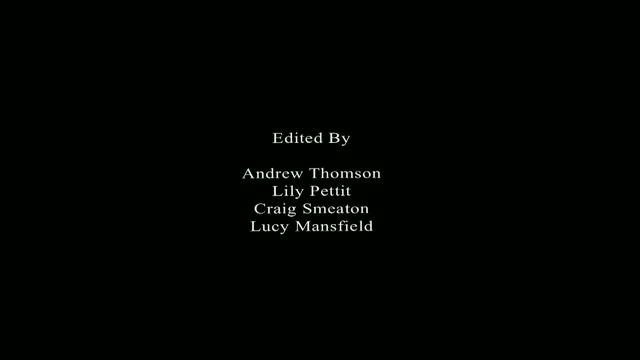 Edited By
Andrew Thomson
Lily Pettit
Craig Smeaton
Lucy Mansfield